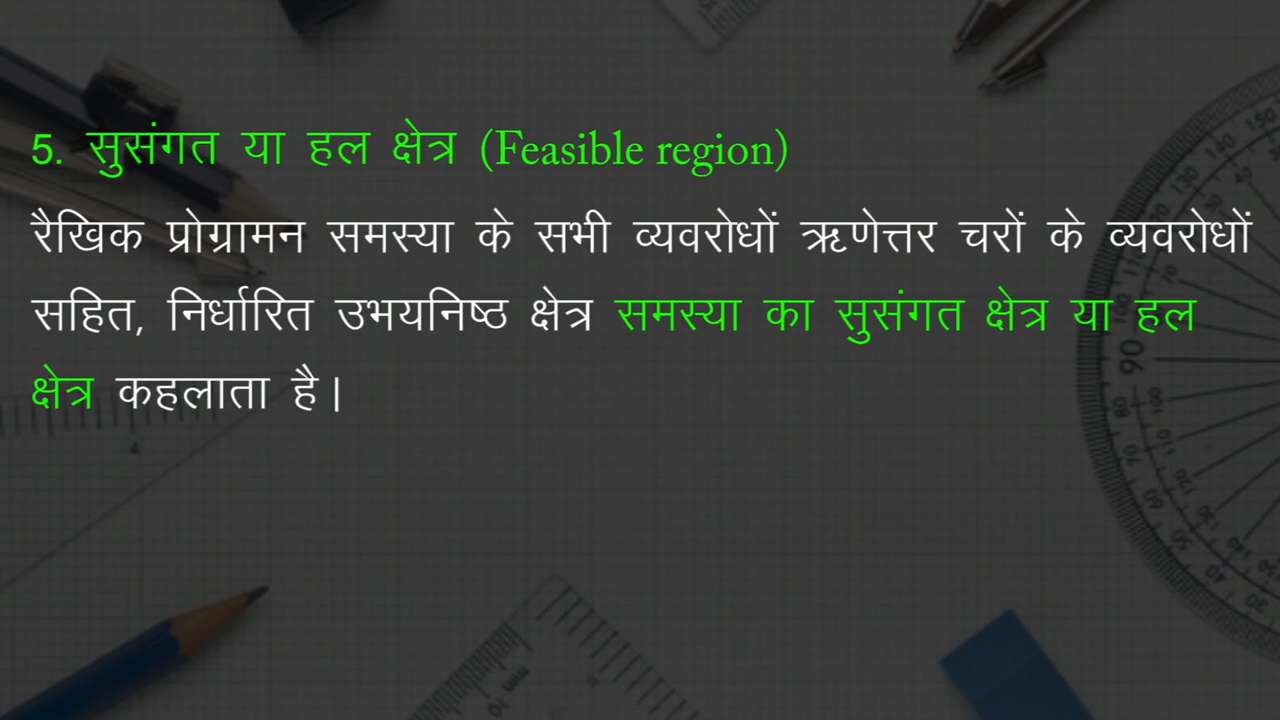 5. सुसंगत या हल क्षेत्र (Feasible region)
रैखिक प्रोग्रामन समस्या के सभी व्यवरोधों ऋणेत्तर चरों के व्यवरोधों
सहित, निर्धारित उभयनिष्ठ क्षेत्र समस्या का सुसंगत क्षेत्र या हल
क्षेत्र कहलाता है।